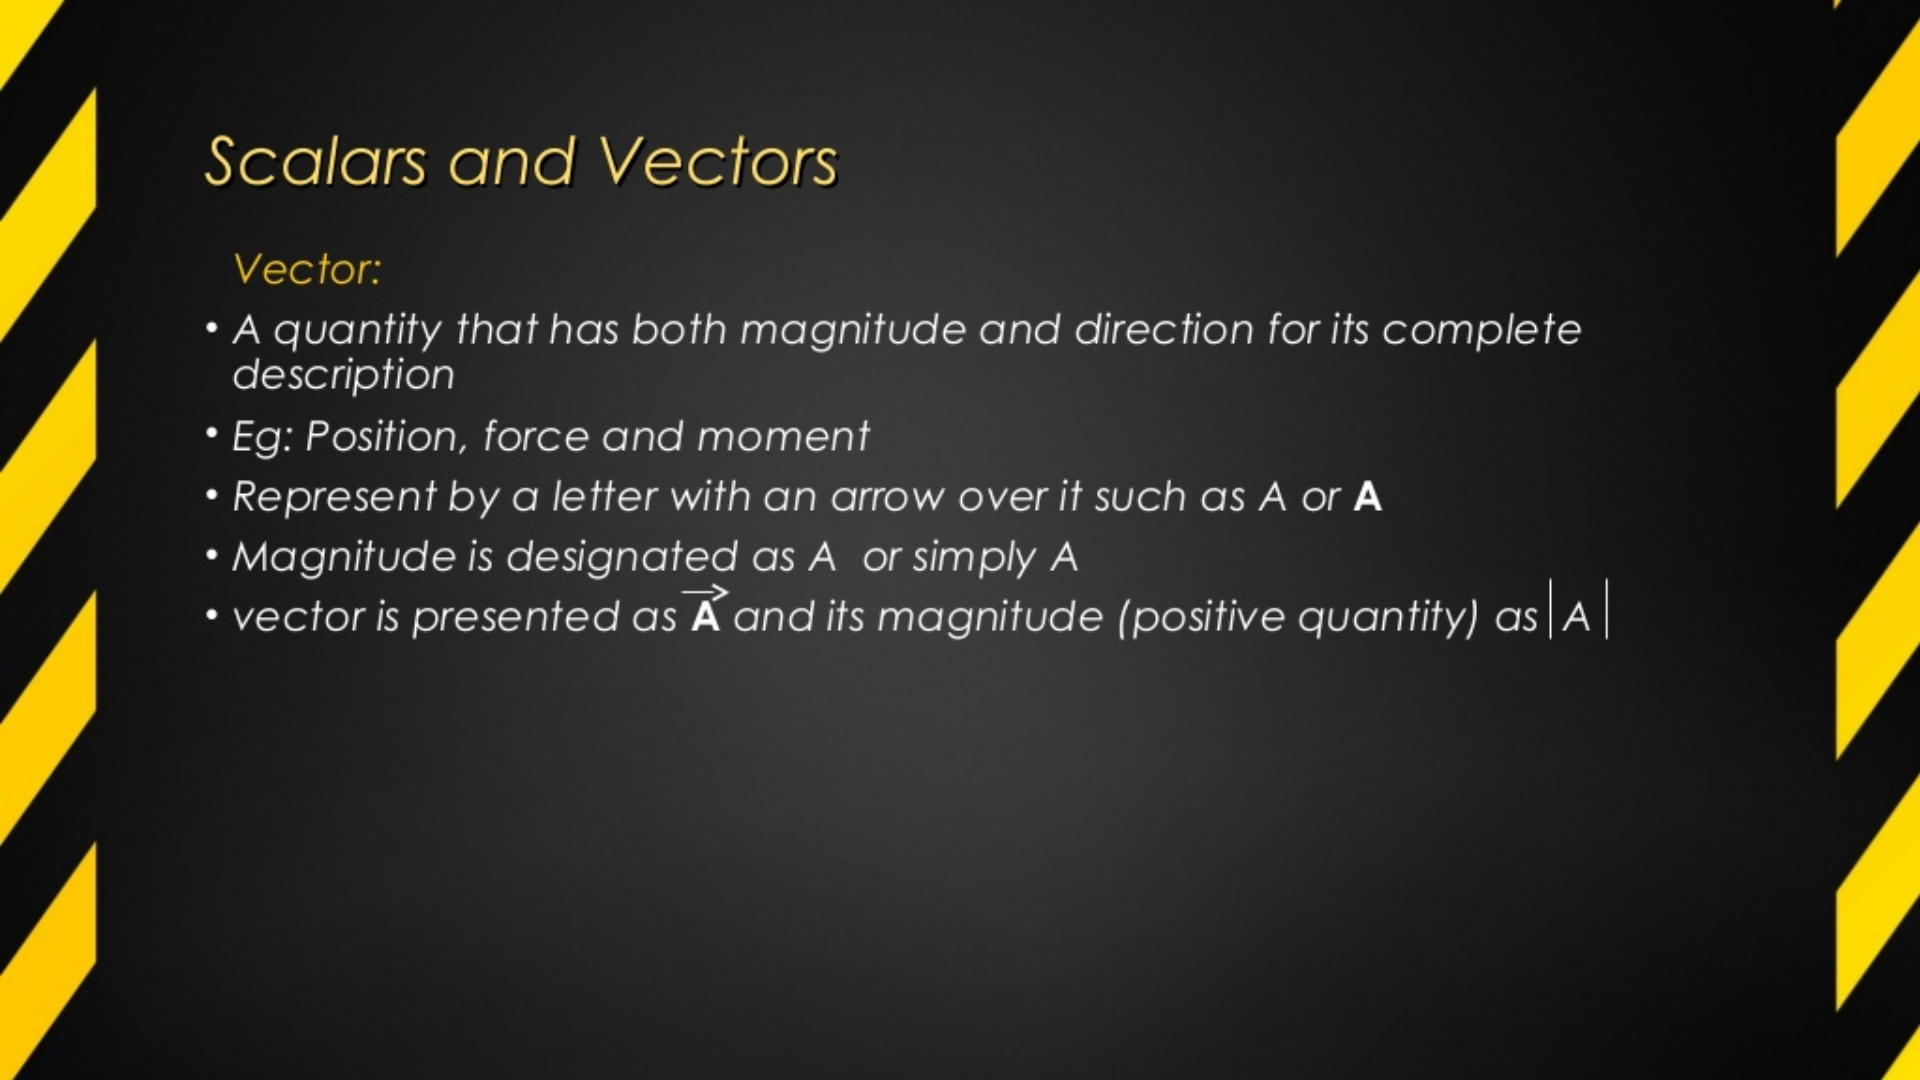 Scalars and Vectors
Vector:
• A quantity that has both magnitude and direction for its complete
description
• Eg: Position, force and moment
• Represent by a letter with an arrow over it such as A or A
• Magnitude is designated as A or simply A
• vector is presented as A⃗ and its magnitude (positive quantity) as |A|